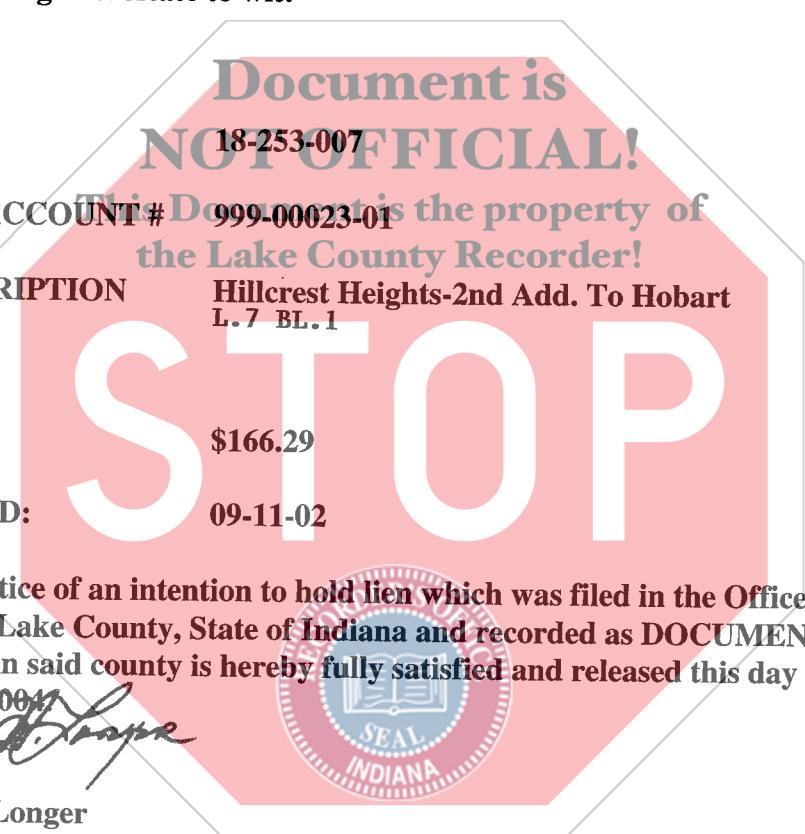 Document is
NOT OFFICIAL!
18-253-007
This Document is the property of
ACCOUNT # 999-00023-01
the Lake County Recorder!
RIPTION Hillcrest Heights-2nd Add. To Hobart
L.7 BL.1
STOP
$166.29
D: 09-11-02
tice of an intention to hold lien which was filed in the Office
Lake County, State of Indiana and recorded as DOCUMEN
n said county is hereby fully satisfied and released this day
SEAL
INDIANA
Longer